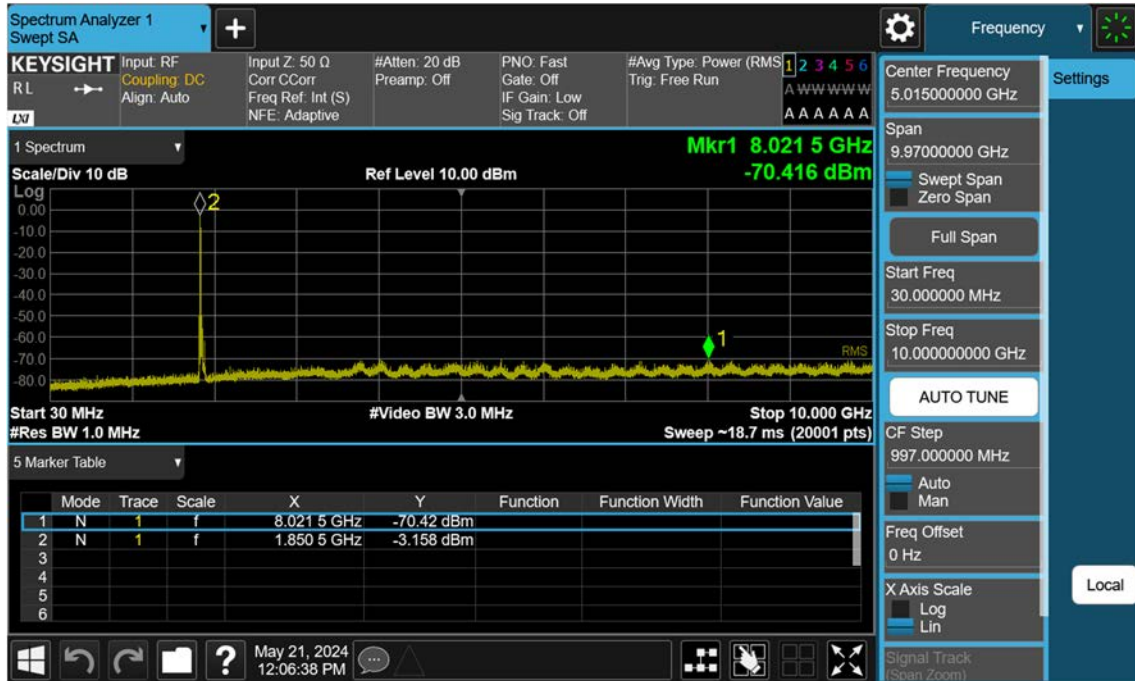 Spectrum Analyzer 1
Swept SA
+
Frequency
KEYSIGHT
RL
LXI
Input: RF
Coupling: DC
Align: Auto
Input Z: 50 Ω
Corr CCorr
Freq Ref: Int (S)
NFE: Adaptive
#Atten: 20 dB
Preamp: Off
PNO: Fast
Gate: Off
IF Gain: Low
Sig Track: Off
#Avg Type: Power (RMS
Trig: Free Run
1 2 3 4 5 6
A W W W W W
A A A A A A
1 Spectrum
Mkr1 8.021 5 GHz
-70.416 dBm
Scale/Div 10 dB
Ref Level 10.00 dBm
Log
0.00
-10.0
-20.0
-30.0
-40.0
-50.0
-60.0
-70.0
-80.0
2
1
RMS
Start 30 MHz
#Video BW 3.0 MHz
Stop 10.000 GHz
#Res BW 1.0 MHz
Sweep ~18.7 ms (20001 pts)
5 Marker Table
Mode Trace Scale X Y Function Function Width Function Value
1 N 1 f 8.021 5 GHz -70.42 dBm
2 N 1 f 1.850 5 GHz -3.158 dBm
3
4
5
6
?
May 21, 2024
12:06:38 PM
Center Frequency
5.015000000 GHz
Span
9.97000000 GHz
Swept Span
Zero Span
Full Span
Start Freq
30.000000 MHz
Stop Freq
10.000000000 GHz
AUTO TUNE
CF Step
997.000000 MHz
Auto
Man
Freq Offset
0 Hz
X Axis Scale
Log
Lin
Signal Track
(Span Zoom)
Settings
Local